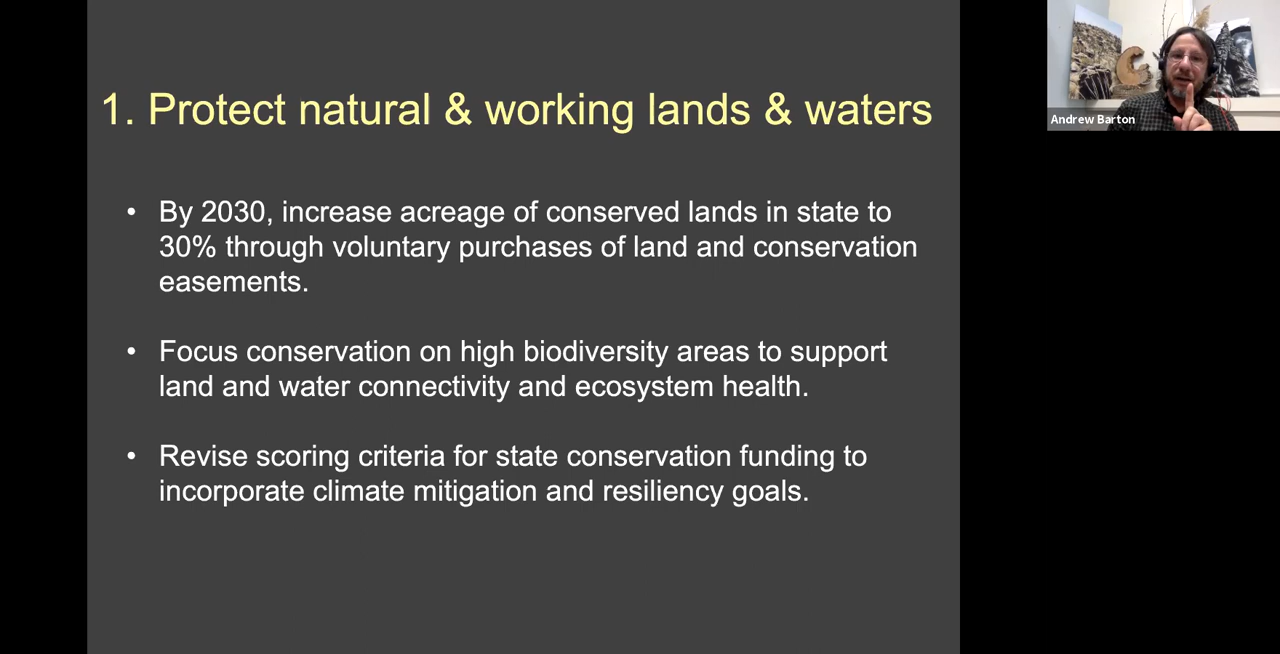 1. Protect natural & working lands & waters
• By 2030, increase acreage of conserved lands in state to
30% through voluntary purchases of land and conservation
easements.
• Focus conservation on high biodiversity areas to support
land and water connectivity and ecosystem health.
• Revise scoring criteria for state conservation funding to
incorporate climate mitigation and resiliency goals.
Andrew Barton